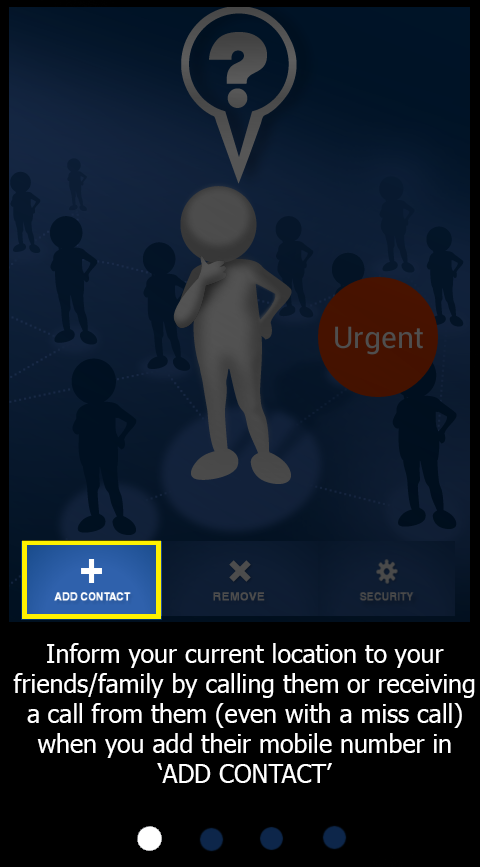 ?
Urgent
ADD CONTACT
REMOVE
SECURITY
Inform your current location to your
friends/family by calling them or receiving
a call from them (even with a miss call)
when you add their mobile number in
‘ADD CONTACT’